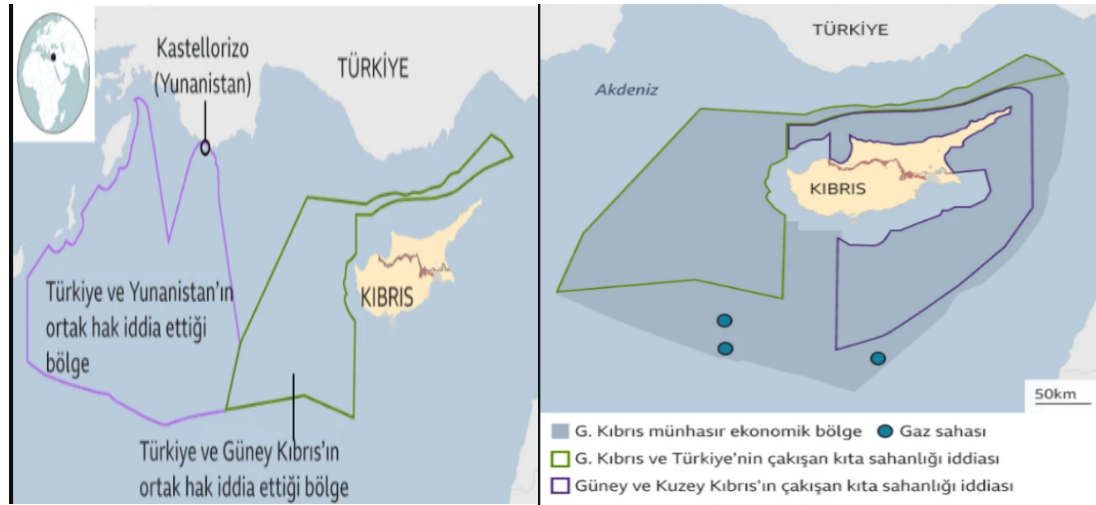 Kastellorizo
(Yunanistan)
TÜRKİYE
KIBRIS
Türkiye ve Yunanistan'ın
ortak hak iddia ettiği
bölge
Türkiye ve Güney Kıbrıs'ın
ortak hak iddia ettiği bölge
TÜRKİYE
Akdeniz
KIBRIS
50km
G. Kıbrıs münhasır ekonomik bölge
Gaz sahası
G. Kıbrıs ve Türkiye'nin çakışan kıta sahanlığı iddiası
Güney ve Kuzey Kıbrıs'ın çakışan kıta sahanlığı iddiası